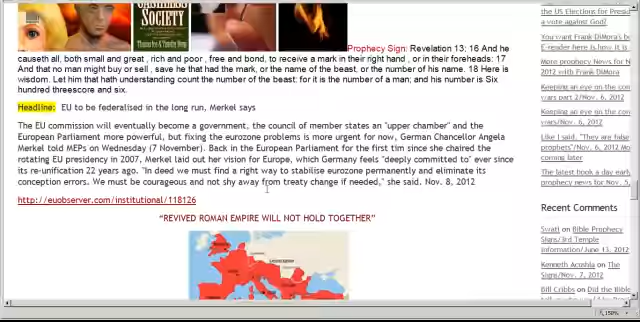 CASHLESS
SOCIETY
Prophecy Sign: Revelation 13; 16 And he
causeth all, both small and great , rich and poor , free and bond, to receive a mark in their right hand , or in their foreheads: 17
And that no man might buy or sell , save he that had the mark, or the name of the beast, or the number of his name. 18 Here is
wisdom. Let him that hath understanding count the number of the beast: for it is the number of a man; and his number is Six
hundred threescore and six.
Headline: EU to be federalised in the long run, Merkel says
The EU commission will eventually become a government, the council of member states an "upper chamber" and the
European Parliament more powerful, but fixing the eurozone problems is more urgent for now, German Chancellor Angela
Merkel told MEPs on Wednesday (7 November). Back in the European Parliament for the first tim since she chaired the
rotating EU presidency in 2007, Merkel laid out her vision for Europe, which Germany feels "deeply committed to" ever since
its re-unification 22 years ago. "In deed we must find a right way to stabilise eurozone permanently and eliminate its
conception errors. We must be courageous and not shy away from treaty change if needed," she said. Nov. 8, 2012
http://euobserver.com/institutional/118126
“REVIVED ROMAN EMPIRE WILL NOT HOLD TOGETHER”
the US Elections for Presid
a vote against God?
You want Frank DiMora's bo
E-reader here is how it is
More prophecy News for N
2012 with Frank DiMora
Keeping an eye on the con
wars part 2/Nov. 6, 2012
Keeping an eye on the con
wars/Nov. 6, 2012
Like I said, "They are false
prophets"/Nov. 6, 2012 Mo
coming later
The latest hook a day early
prophecy news for Nov. 5,
Recent Comments
Swati on Bible Prophecy
Signs/3rd Temple
information/June 13, 2012
Kenneth Acushla on The
Signs/Nov. 7, 2012
Bill Cribbs on Did the Bible
150%